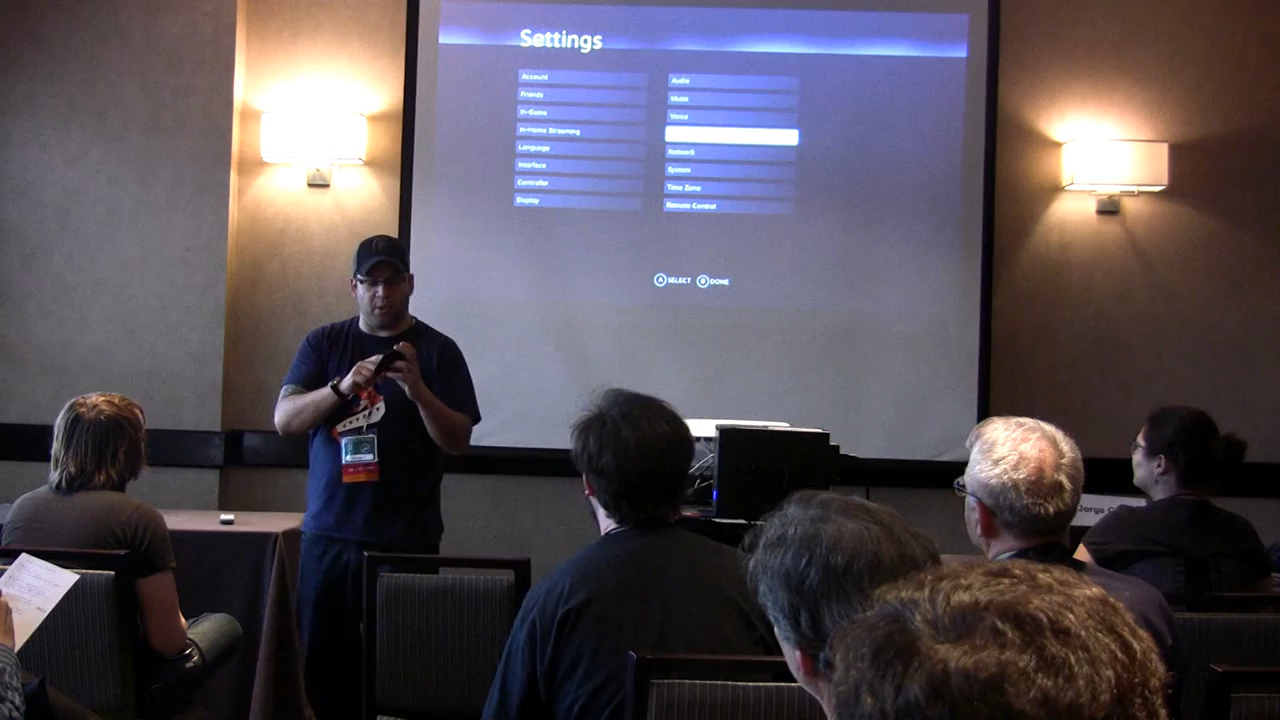 Settings
Account
Friends
In-Game
In-Home Streaming
Language
Interface
Controller
Display
Audio
Music
Voice
Network
System
Time Zone
Remote Control
A SELECT B DONE
Jorge